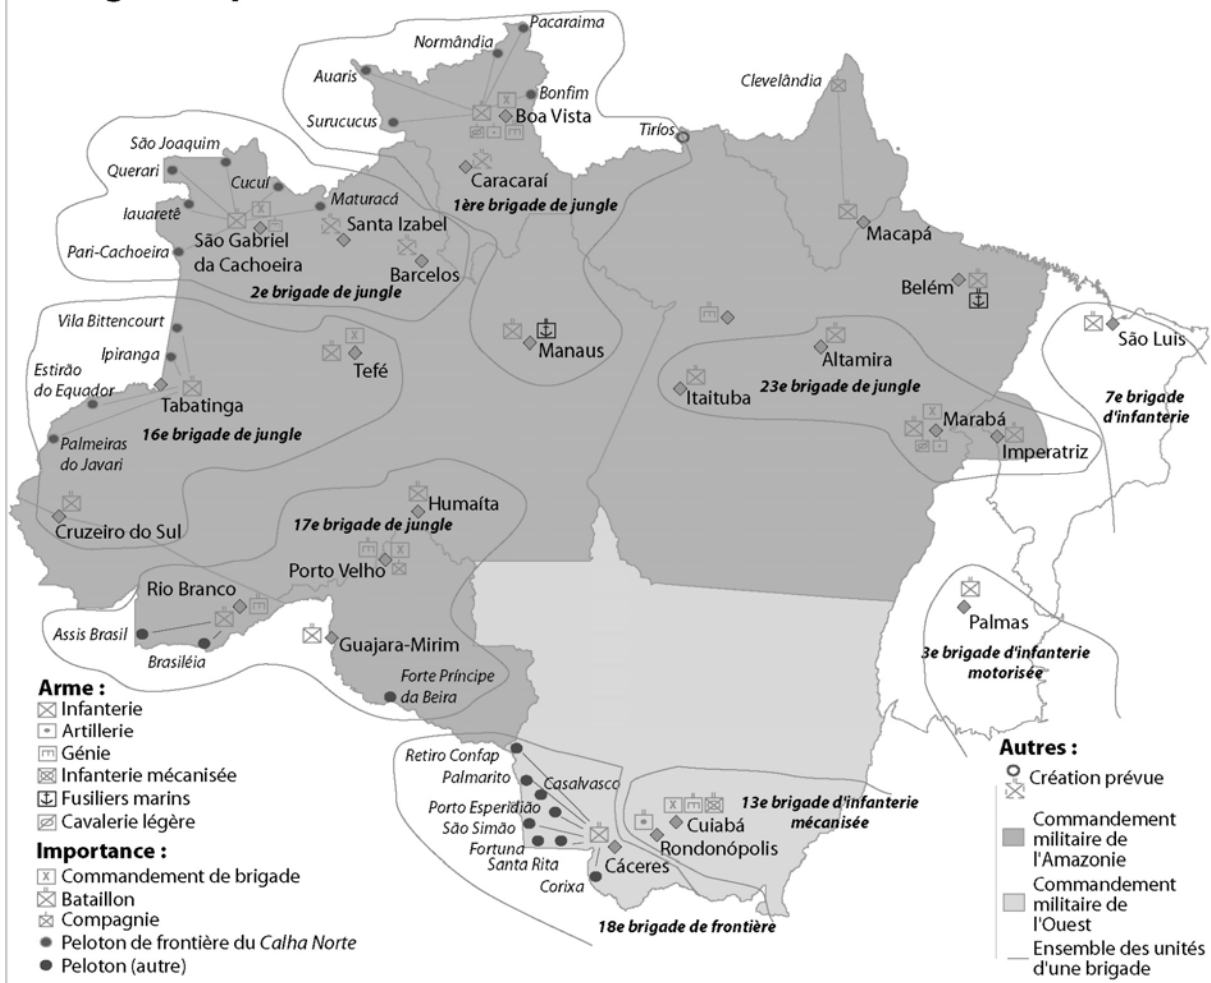 Pacaraima
Normândia
Auaris
Bonfim
Clevelândia
Boa Vista
Surucucus
Tiriós
São Joaquim
Querari
Cucuí
Caracaraí
Maturacá
1ère brigade de jungle
Iauaretê
Santa Izabel
Macapá
São Gabriel
da Cachoeira
Pari-Cachoeira
Barcelos
2e brigade de jungle
Belém
Vila Bittencourt
São Luis
Ipiranga
Manaus
Altamira
Tefé
Estirão
do Equador
23e brigade de jungle
Itaituba
7e brigade
d'infanterie
Tabatinga
16e brigade de jungle
Marabá
Palmeiras
do Javari
Imperatriz
Humaíta
17e brigade de jungle
Cruzeiro do Sul
Porto Velho
Rio Branco
Palmas
Assis Brasil
Guajara-Mirim
3e brigade d'infanterie
motorisée
Brasiléia
Forte Príncipe
da Beira
Arme :
Infanterie
Artillerie
Génie
Infanterie mécanisée
Fusiliers marins
Cavalerie légère
Importance :
Commandement de brigade
Bataillon
Compagnie
Peloton de frontière du Calha Norte
Peloton (autre)
Retiro Confap
Palmarito
Casalvasco
Porto Esperidião
São Simão
Fortuna
Santa Rita
Corixa
Cáceres
13e brigade d'infanterie
mécanisée
Cuiabá
Rondonópolis
18e brigade de frontière
Autres :
Création prévue
Commandement
militaire de
l'Amazonie
Commandement
militaire de
l'Ouest
Ensemble des unités
d'une brigade